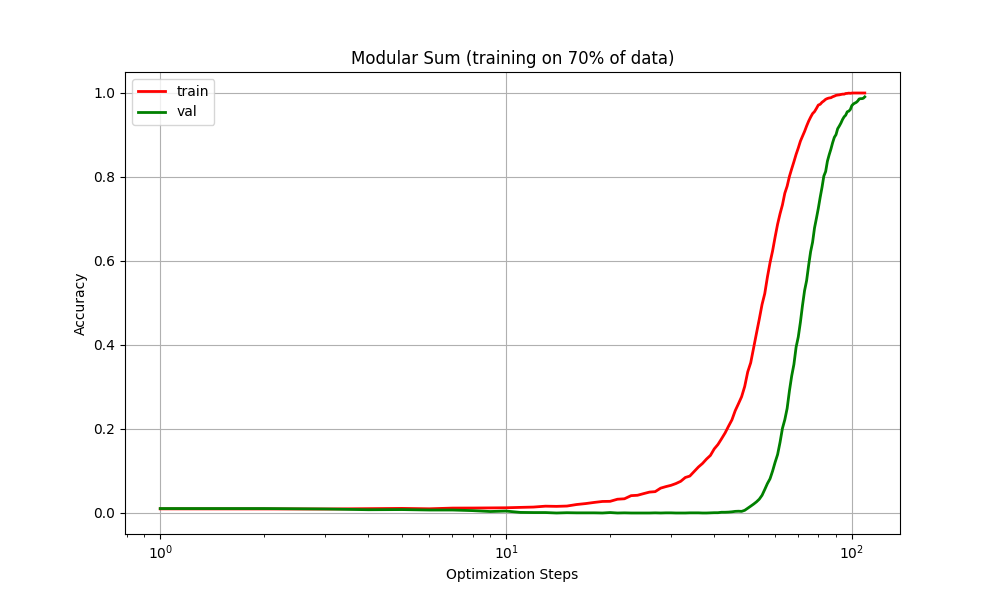 Modular Sum (training on 70% of data)
train
val
1.0
0.8
0.6
0.4
0.2
0.0
Accuracy
10⁰
10¹
10²
Optimization Steps